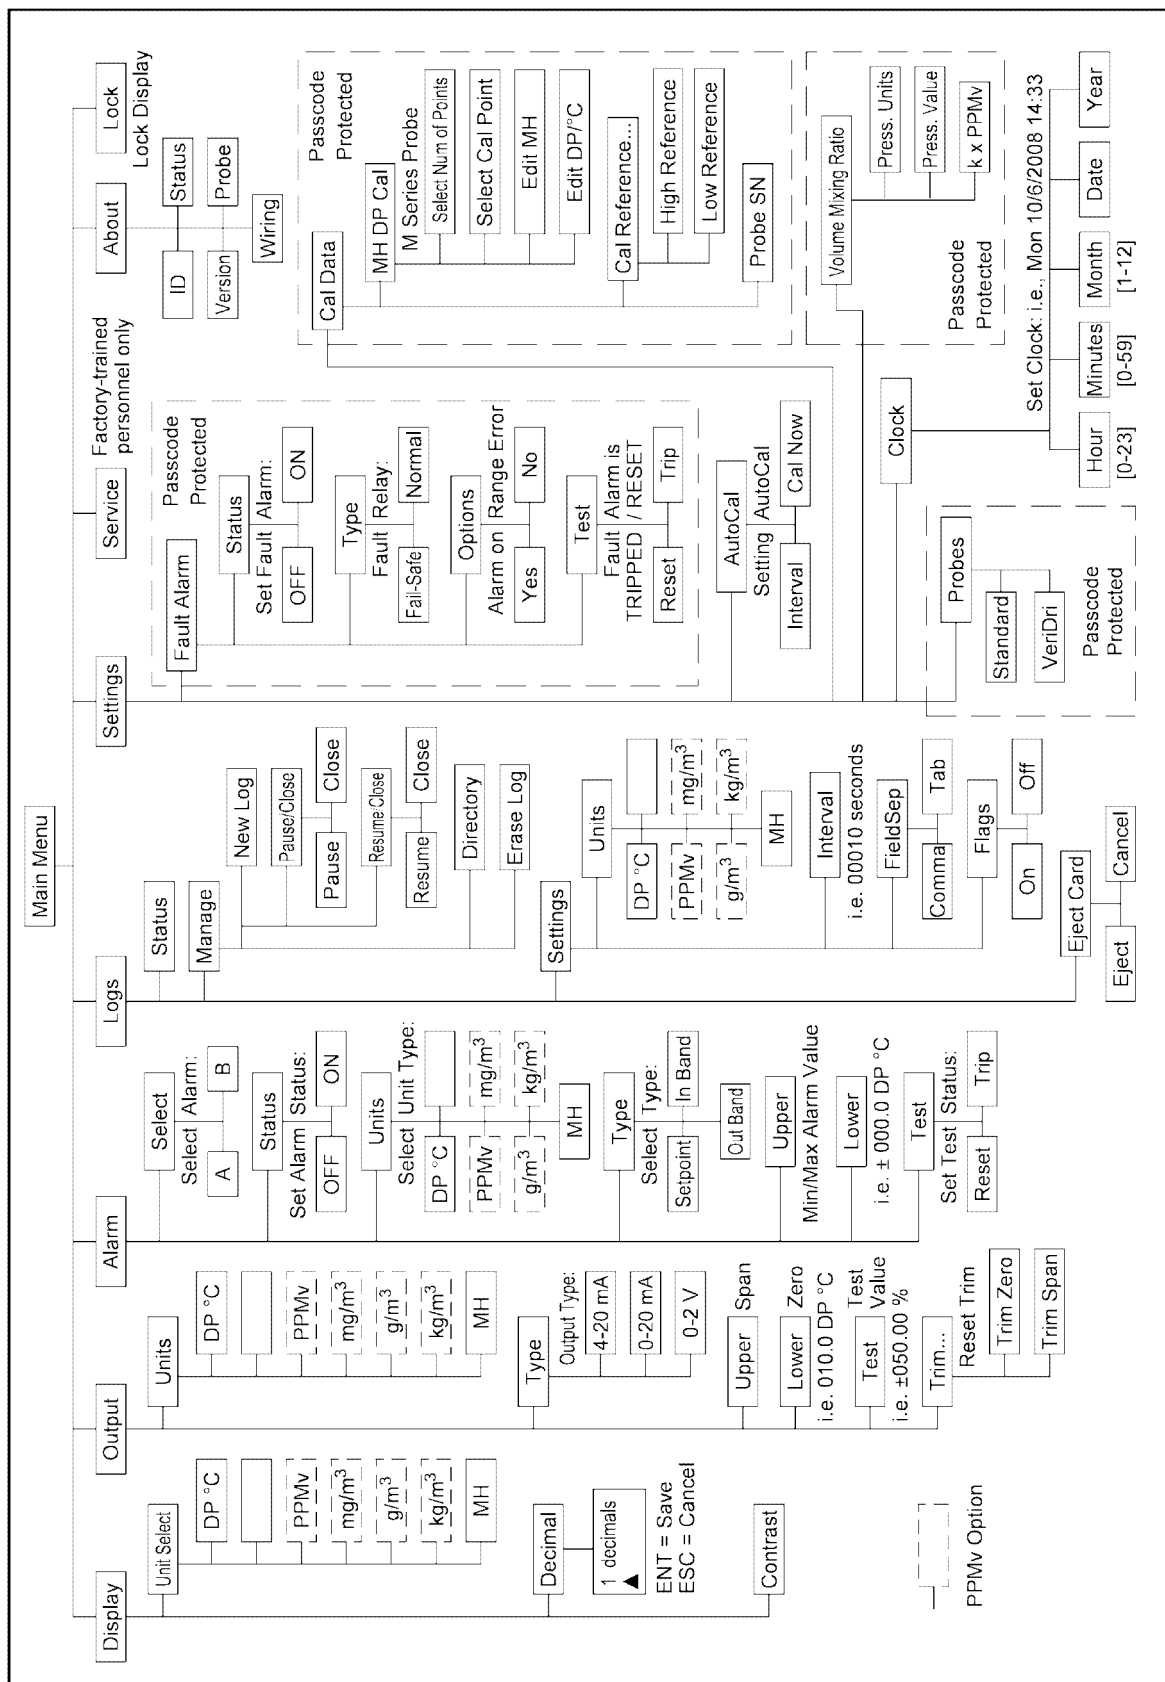 Main Menu
Display
Output
Alarm
Logs
Settings
Service
About
Lock
Factory-trained
personnel only
Lock Display
Unit Select
DP °C
PPMv
mg/m³
g/m³
kg/m³
MH
Decimal
1 decimals
▲
ENT = Save
ESC = Cancel
Contrast
PPMv Option
Units
DP °C
PPMv
mg/m³
g/m³
kg/m³
MH
Type
Output Type:
4-20 mA
0-20 mA
0-2 V
Upper
Span
Lower
Zero
i.e. 010.0 DP °C
Test
Test
Value
i.e. ±050.00 %
Trim...
Reset Trim
Trim Zero
Trim Span
Select
Select Alarm:
A
B
Status
Set Alarm Status:
OFF
ON
Units
Select Unit Type:
DP °C
PPMv
mg/m³
g/m³
kg/m³
MH
Type
Select Type:
Setpoint
In Band
Out Band
Upper
Min/Max Alarm Value
Lower
i.e. ± 000.0 DP °C
Test
Set Test Status:
Reset
Trip
Status
Manage
New Log
Pause/Close
Pause
Close
Resume/Close
Resume
Close
Directory
Erase Log
Settings
Units
DP °C
PPMv
mg/m³
g/m³
kg/m³
MH
Interval
i.e. 00010 seconds
FieldSep
Comma
Tab
Flags
On
Off
Eject Card
Eject
Cancel
Passcode
Protected
Fault Alarm
Status
Set Fault Alarm:
OFF
ON
Type
Fault Relay:
Fail-Safe
Normal
Options
Alarm on Range Error
Yes
No
Test
Fault Alarm is
TRIPPED / RESET
Reset
Trip
AutoCal
Setting AutoCal
Interval
Cal Now
Passcode
Protected
Cal Data
MH DP Cal
M Series Probe
Select Num of Points
Select Cal Point
Edit MH
Edit DP/°C
Cal Reference...
High Reference
Low Reference
Probe SN
Volume Mixing Ratio
Press. Units
Press. Value
k x PPMv
Passcode
Protected
Clock
Set Clock: i.e., Mon 10/6/2008 14:33
Hour
Minutes
Month
Date
Year
[0-23]
[0-59]
[1-12]
Probes
Standard
VeriDri
Passcode
Protected
ID
Status
Version
Probe
Wiring